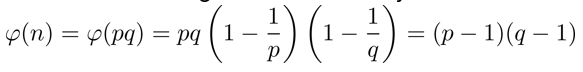 φ(n) = φ(pq) = pq (1 − 1/p) (1 − 1/q) = (p − 1)(q − 1)